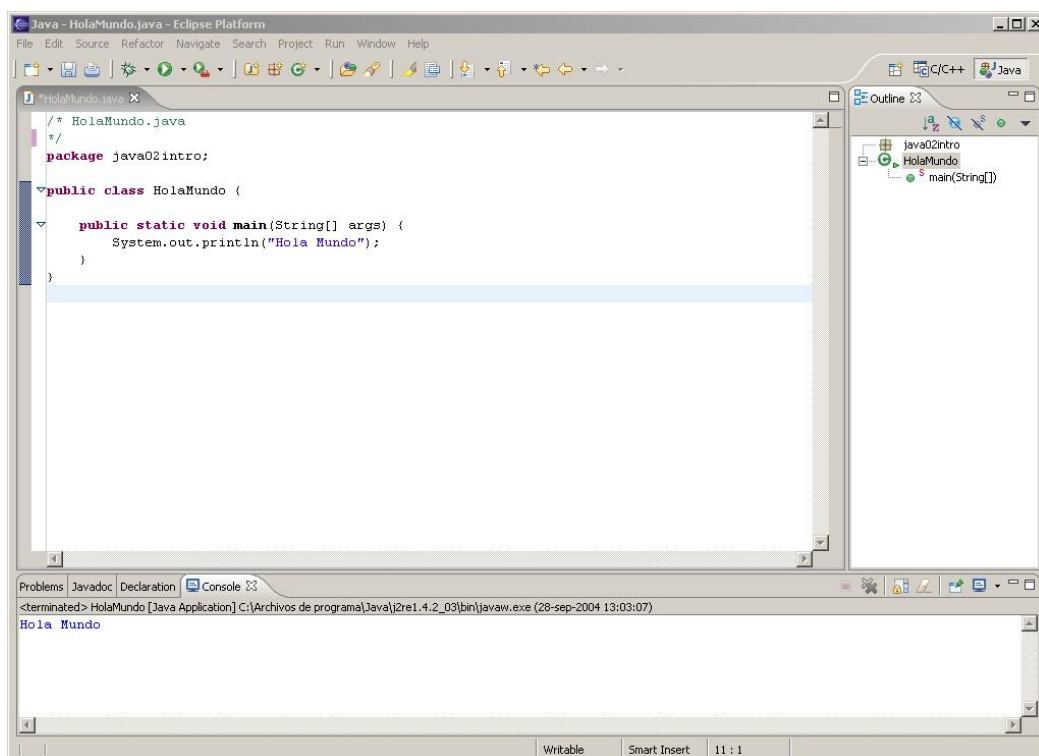 Java - HolaMundo.java - Eclipse Platform
File Edit Source Refactor Navigate Search Project Run Window Help
C/C++ Java
*HolaMundo.java
/* HolaMundo.java
*/
package java02intro;
public class HolaMundo {
public static void main(String[] args) {
System.out.println("Hola Mundo");
}
}
Outline
java02intro
HolaMundo
main(String[])
Problems Javadoc Declaration Console
<terminated> HolaMundo [Java Application] C:\Archivos de programa\Java\j2re1.4.2_03\bin\javaw.exe (28-sep-2004 13:03:07)
Hola Mundo
Writable Smart Insert 11 : 1